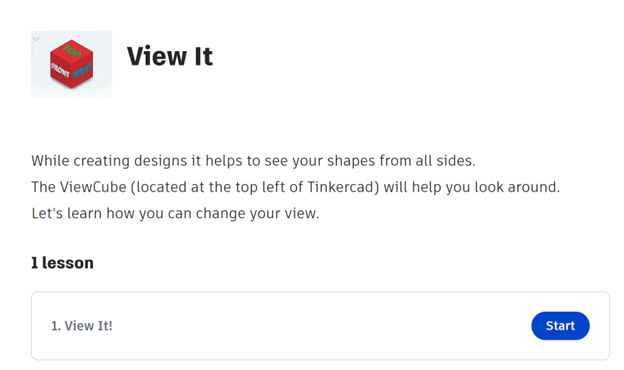 TOP
FRONT
RIGHT
View It
While creating designs it helps to see your shapes from all sides.
The ViewCube (located at the top left of Tinkercad) will help you look around.
Let's learn how you can change your view.
1 lesson
1. View It!
Start